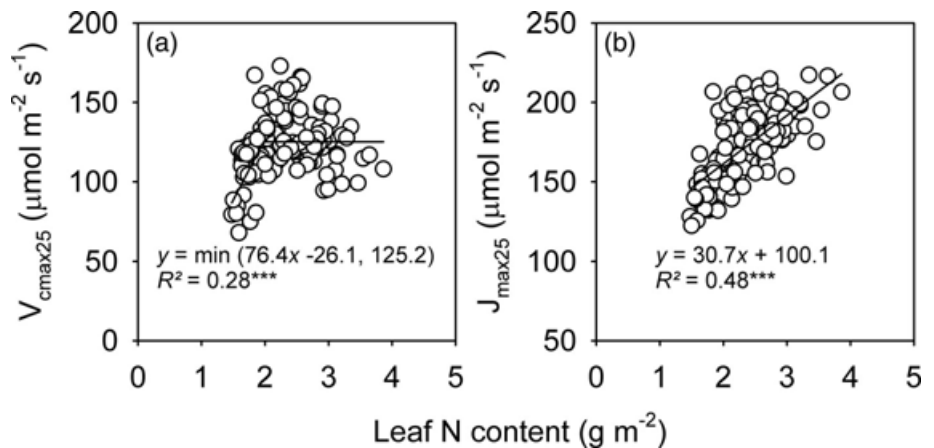 (a)
V_cmax25 (μmol m⁻² s⁻¹)
200
150
100
50
0
y = min (76.4x -26.1, 125.2)
R² = 0.28***
0 1 2 3 4 5
(b)
J_max25 (μmol m⁻² s⁻¹)
250
200
150
100
50
y = 30.7x + 100.1
R² = 0.48***
0 1 2 3 4 5
Leaf N content (g m⁻²)